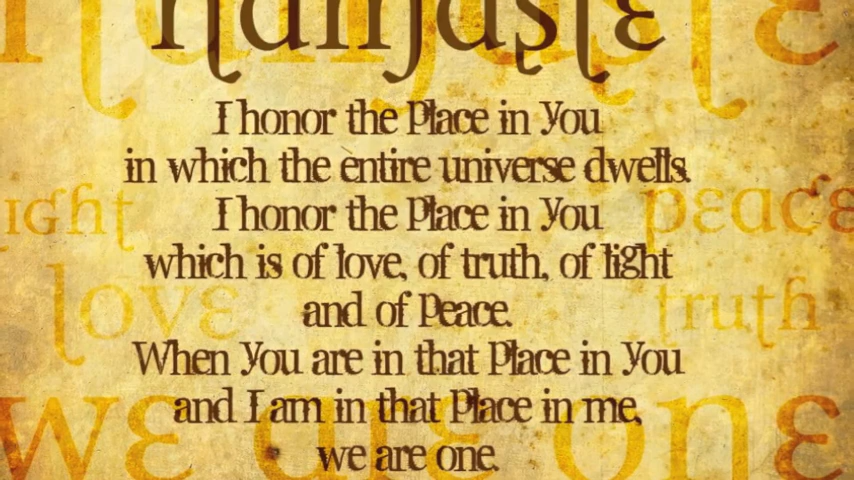 namaste
I honor the Place in You
in which the entire universe dwells.
I honor the Place in You
light
peace
which is of love, of truth, of light
love
truth
and of Peace.
When You are in that Place in You
and I am in that Place in me,
we are one
we are one.